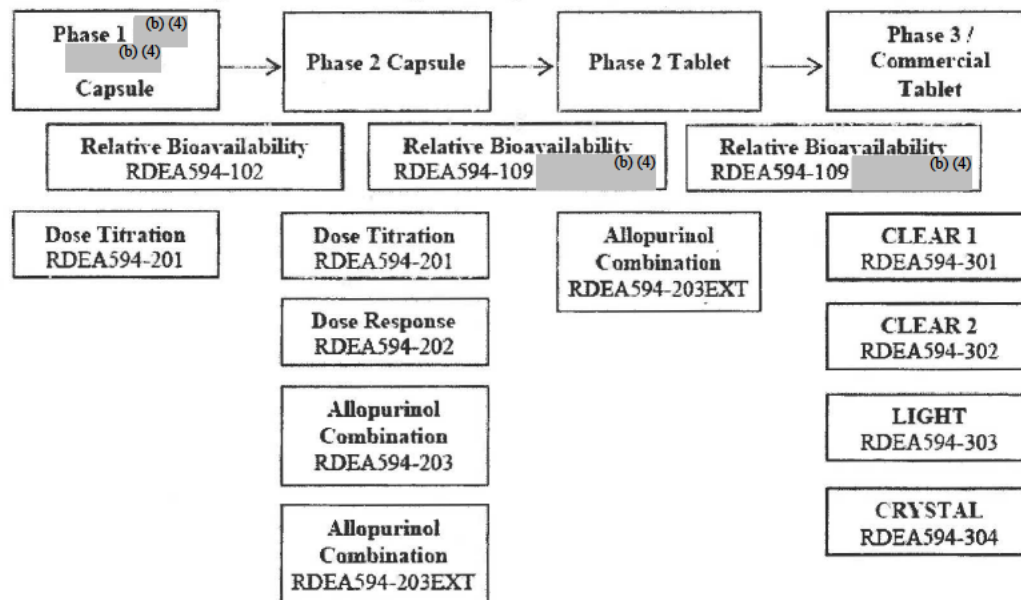 Phase 1 (b) (4)
(b) (4)
Capsule
Phase 2 Capsule
Phase 2 Tablet
Phase 3 /
Commercial
Tablet
Relative Bioavailability
RDEA594-102
Relative Bioavailability
RDEA594-109 (b) (4)
Relative Bioavailability
RDEA594-109 (b) (4)
Dose Titration
RDEA594-201
Dose Titration
RDEA594-201
Dose Response
RDEA594-202
Allopurinol
Combination
RDEA594-203
Allopurinol
Combination
RDEA594-203EXT
Allopurinol
Combination
RDEA594-203EXT
CLEAR 1
RDEA594-301
CLEAR 2
RDEA594-302
LIGHT
RDEA594-303
CRYSTAL
RDEA594-304